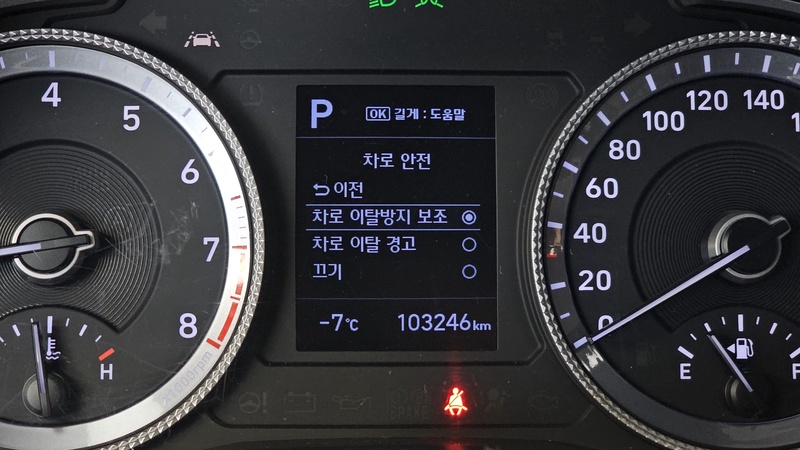 4
5
6
7
8
H
x1000rpm
P
OK 길게 : 도움말
차로 안전
이전
차로 이탈방지 보조
차로 이탈 경고
끄기
-7℃
103246km
0
20
40
60
80
100
120
140
E
F